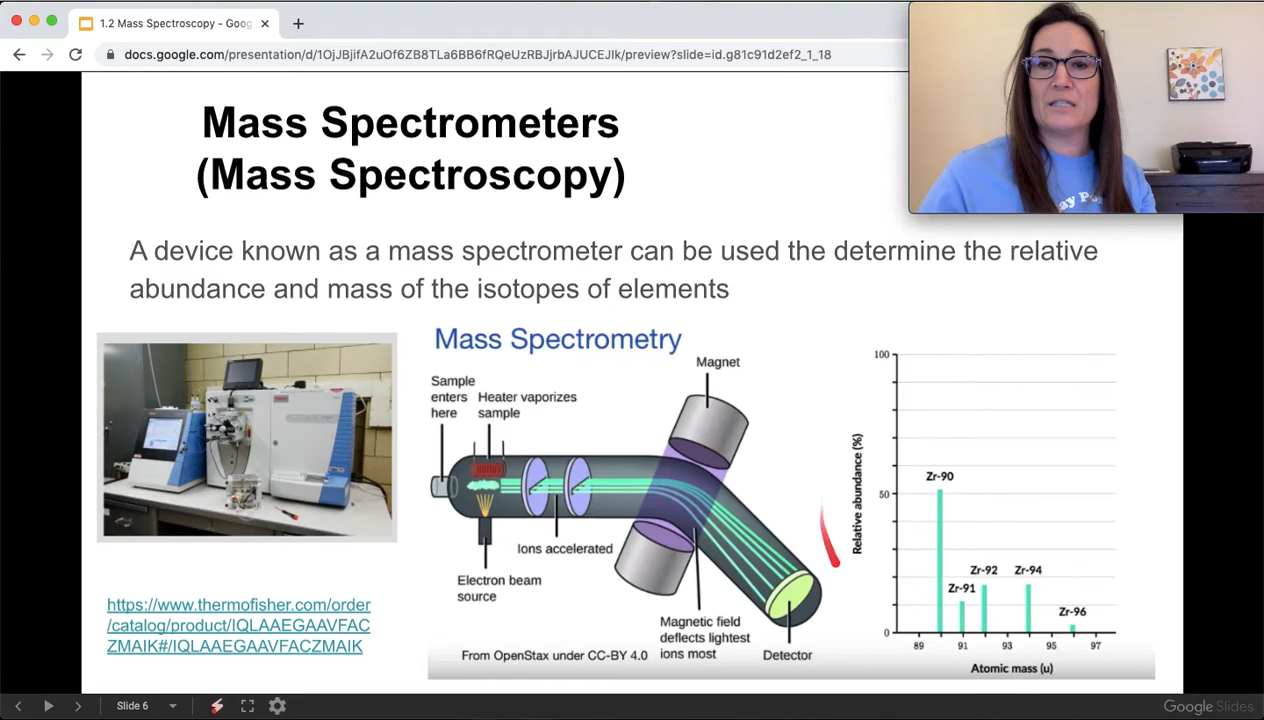 1.2 Mass Spectroscopy - Goog
docs.google.com/presentation/d/1OjJBjifA2uOf6ZB8TLa6BB6fRQeUzRBJjrbAJUCEJlk/preview?slide=id.g81c91d2ef2_1_18
Mass Spectrometers
(Mass Spectroscopy)
A device known as a mass spectrometer can be used the determine the relative
abundance and mass of the isotopes of elements
Mass Spectrometry
Sample
enters
here
Heater vaporizes
sample
Magnet
Ions accelerated
Electron beam
source
Magnetic field
deflects lightest
ions most
Detector
From OpenStax under CC-BY 4.0
https://www.thermofisher.com/order
/catalog/product/IQLAAEGAAVFAC
ZMAIK#/IQLAAEGAAVFACZMAIK
100
50
0
Relative abundance (%)
Zr-90
Zr-91
Zr-92
Zr-94
Zr-96
89 91 93 95 97
Atomic mass (u)
Slide 6
Google Slides